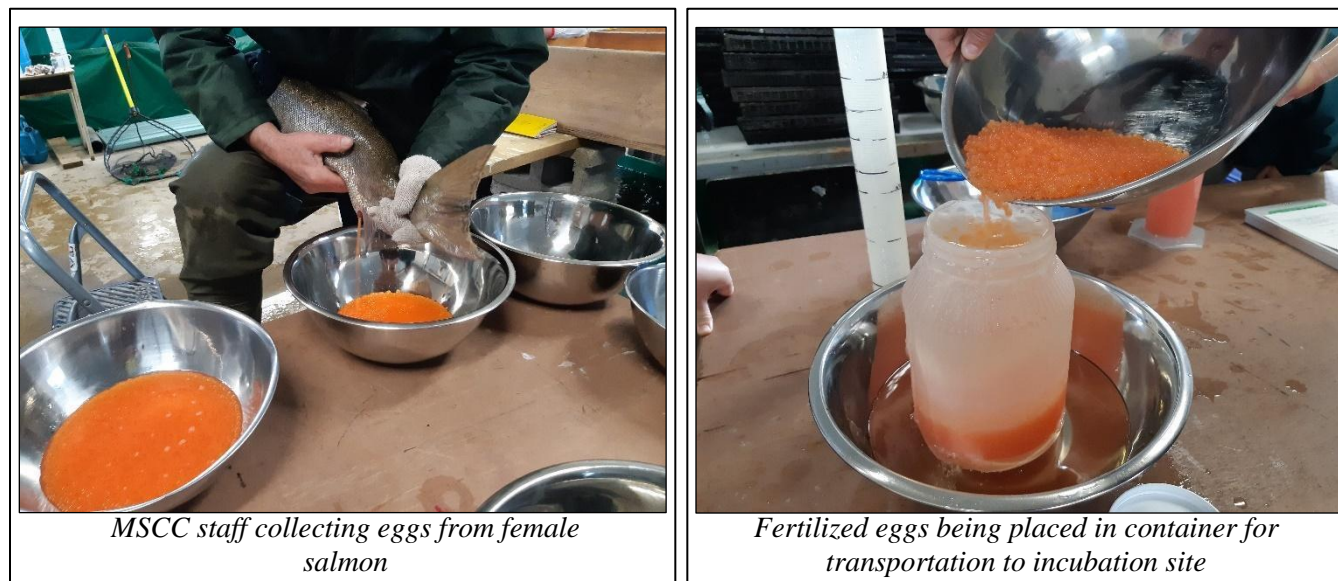 MSCC staff collecting eggs from female
salmon
Fertilized eggs being placed in container for
transportation to incubation site